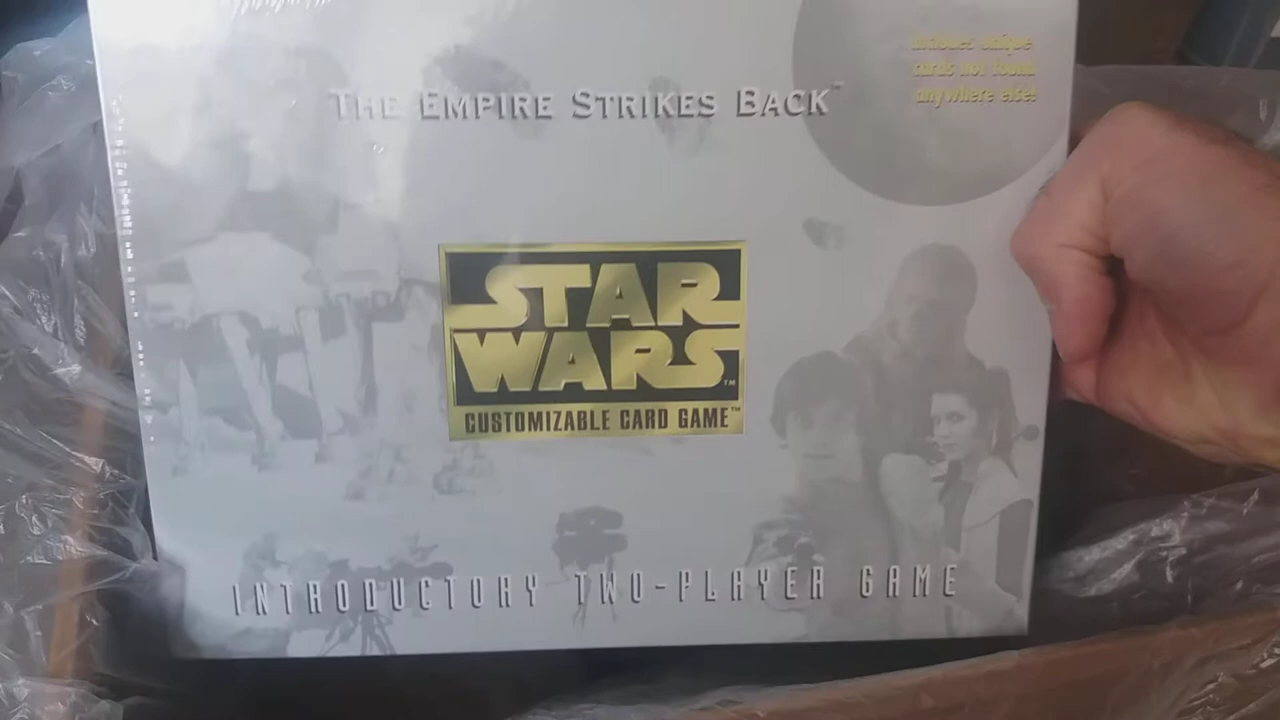 THE EMPIRE STRIKES BACK™
includes unique
cards not found
anywhere else!
STAR
WARS™
CUSTOMIZABLE CARD GAME™
INTRODUCTORY TWO-PLAYER GAME